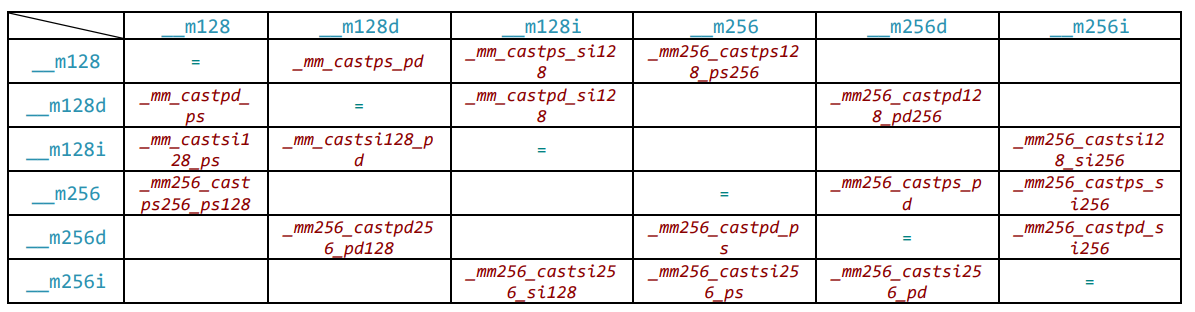 __m128 __m128d __m128i __m256 __m256d __m256i
__m128 = _mm_castps_pd _mm_castps_si12 _mm256_castps12
8 8_ps256
__m128d _mm_castpd_ = _mm_castpd_si12 _mm256_castpd12
ps 8 8_pd256
__m128i _mm_castsi1 _mm_castsi128_p = _mm256_castsi12
28_ps d 8_si256
__m256 _mm256_cast = _mm256_castps_p _mm256_castps_s
ps256_ps128 d i256
__m256d _mm256_castpd25 _mm256_castpd_p = _mm256_castpd_s
6_pd128 s i256
__m256i _mm256_castsi25 _mm256_castsi25 _mm256_castsi25 =
6_si128 6_ps 6_pd